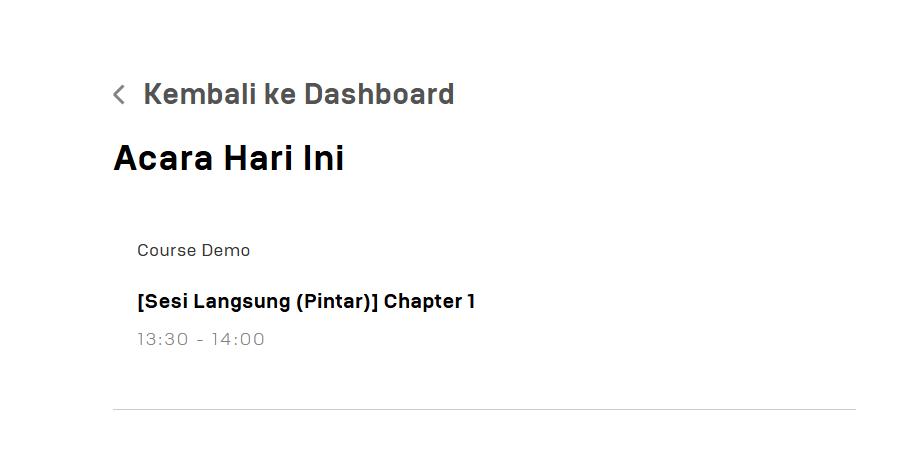 Kembali ke Dashboard
Acara Hari Ini
Course Demo
[Sesi Langsung (Pintar)] Chapter 1
13:30 - 14:00